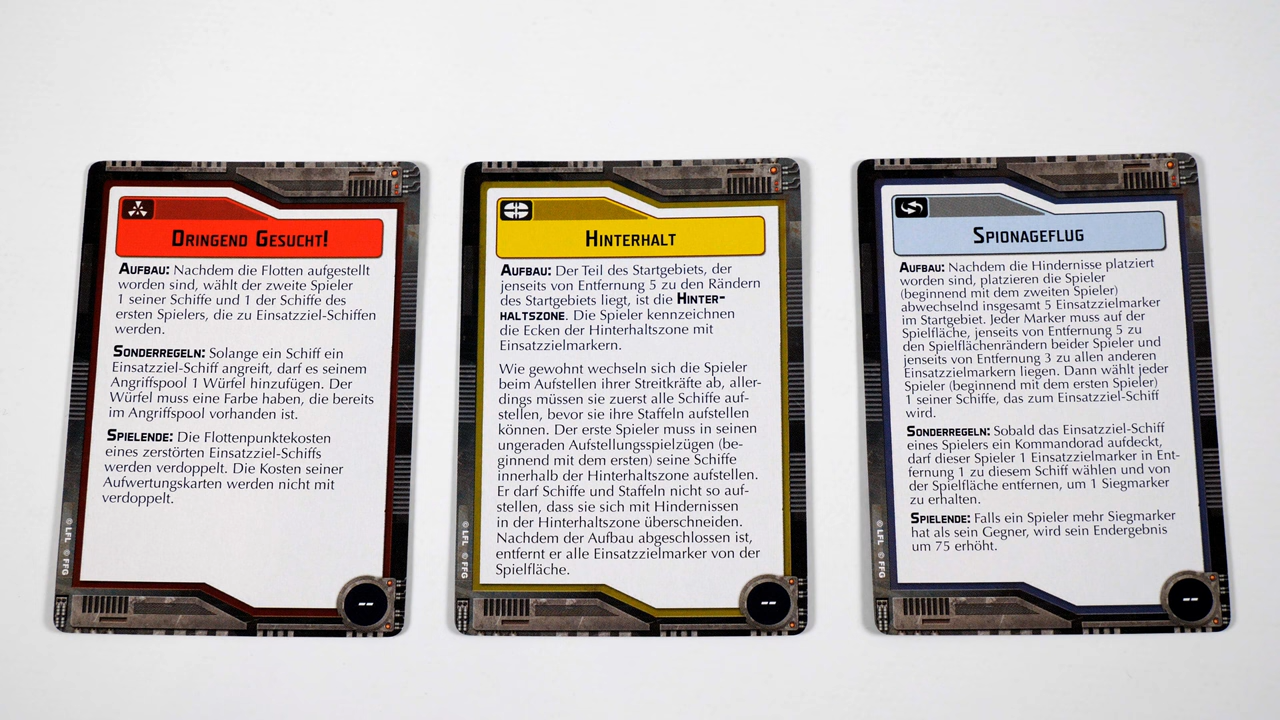 DRINGEND GESUCHT!
AUFBAU: Nachdem die Flotten aufgestellt
worden sind, wählt der zweite Spieler
1 seiner Schiffe und 1 der Schiffe des
ersten Spielers, die zu Einsatzziel-Schiffen
werden.
SONDERREGELN: Solange ein Schiff ein
Einsatzziel-Schiff angreift, darf es seinem
Angriffspool 1 Würfel hinzufügen. Der
Würfel muss eine Farbe haben, die bereits
im Angriffspool vorhanden ist.
SPIELENDE: Die Flottenpunktekosten
eines zerstörten Einsatzziel-Schiffs
werden verdoppelt. Die Kosten seiner
Aufwertungskarten werden nicht mit
verdoppelt.
© LFL © FFG
--
HINTERHALT
AUFBAU: Der Teil des Startgebiets, der
jenseits von Entfernung 5 zu den Rändern
des Startgebiets liegt, ist die HINTER-
HALTSZONE. Die Spieler kennzeichnen
die Ecken der Hinterhaltszone mit
Einsatzzielmarkern.
Wie gewohnt wechseln sich die Spieler
beim Aufstellen ihrer Streitkräfte ab, aller-
dings müssen sie zuerst alle Schiffe auf-
stellen, bevor sie ihre Staffeln aufstellen
können. Der erste Spieler muss in seinen
ungeraden Aufstellungsspielzügen (be-
ginnend mit dem ersten) seine Schiffe
innerhalb der Hinterhaltszone aufstellen.
Er darf Schiffe und Staffeln nicht so auf-
stellen, dass sie sich mit Hindernissen
in der Hinterhaltszone überschneiden.
Nachdem der Aufbau abgeschlossen ist,
entfernt er alle Einsatzzielmarker von der
Spielfläche.
© LFL © FFG
--
SPIONAGEFLUG
AUFBAU: Nachdem die Hindernisse platziert
worden sind, platzieren die Spieler
(beginnend mit dem zweiten Spieler)
abwechselnd insgesamt 5 Einsatzzielmarker
im Startgebiet. Jeder Marker muss auf der
Spielfläche, jenseits von Entfernung 5 zu
den Spielflächenrändern beider Spieler und
jenseits von Entfernung 3 zu allen anderen
Einsatzzielmarkern liegen. Dann wählt jeder
Spieler (beginnend mit dem ersten Spieler)
1 seiner Schiffe, das zum Einsatzziel-Schiff
wird.
SONDERREGELN: Sobald das Einsatzziel-Schiff
eines Spielers ein Kommandorad aufdeckt,
darf dieser Spieler 1 Einsatzzielmarker in Ent-
fernung 1 zu diesem Schiff wählen und von
der Spielfläche entfernen, um 1 Siegmarker
zu erhalten.
SPIELENDE: Falls ein Spieler mehr Siegmarker
hat als sein Gegner, wird sein Endergebnis
um 75 erhöht.
© LFL © FFG
--